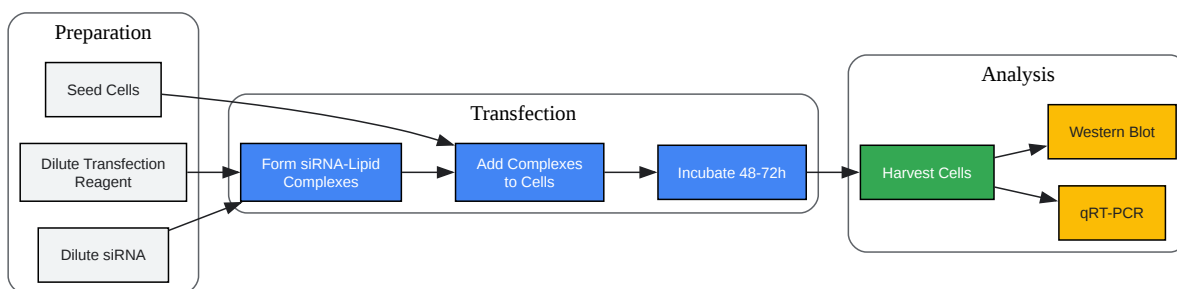 Preparation
Seed Cells
Dilute Transfection
Reagent
Dilute siRNA
Transfection
Form siRNA-Lipid
Complexes
Add Complexes
to Cells
Incubate 48-72h
Analysis
Harvest Cells
Western Blot
qRT-PCR